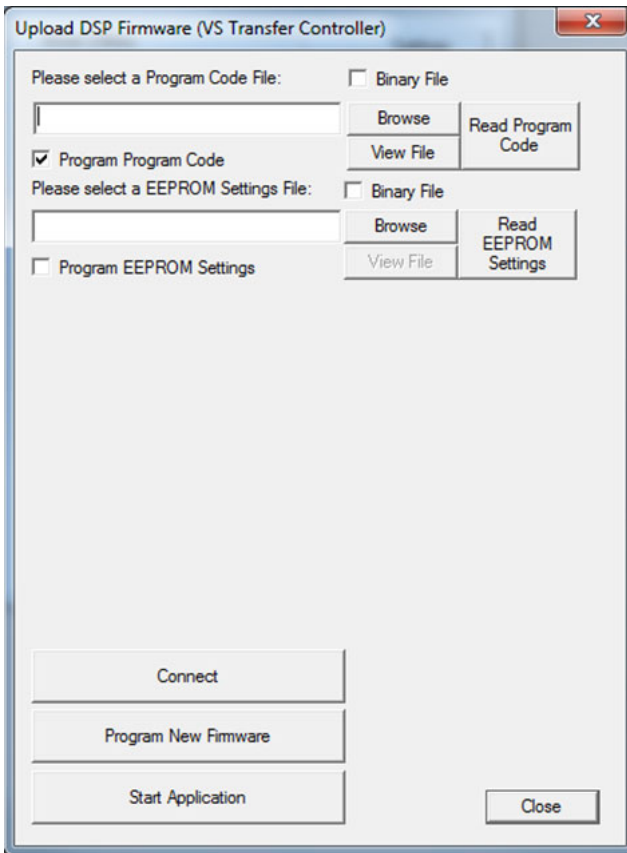 Upload DSP Firmware (VS Transfer Controller)
Please select a Program Code File:
Binary File
Browse
Read Program
Code
View File
Program Program Code
Please select a EEPROM Settings File:
Binary File
Browse
Read
EEPROM
Settings
View File
Program EEPROM Settings
Connect
Program New Firmware
Start Application
Close